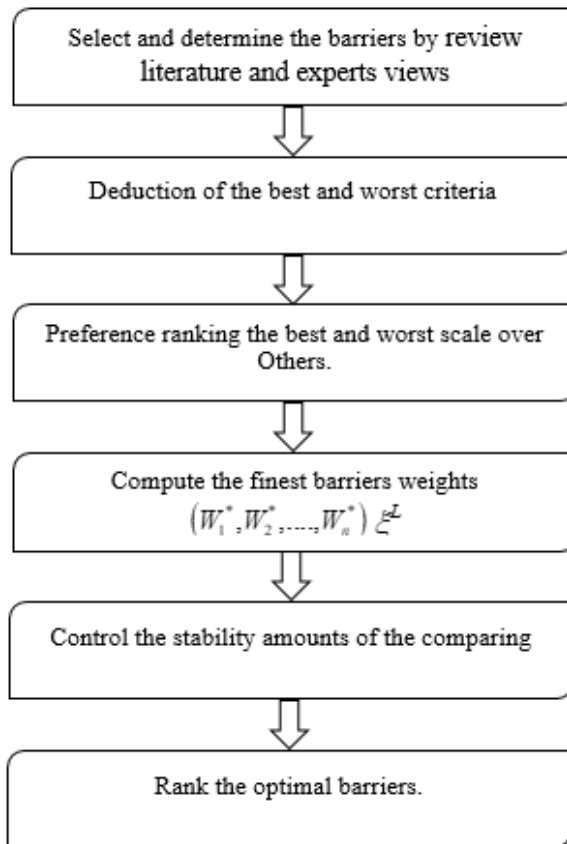 Select and determine the barriers by review
literature and experts views
Deduction of the best and worst criteria
Preference ranking the best and worst scale over
Others.
Compute the finest barriers weights
(W₁*,W₂*,....,Wₙ*) ξᴸ
Control the stability amounts of the comparing
Rank the optimal barriers.